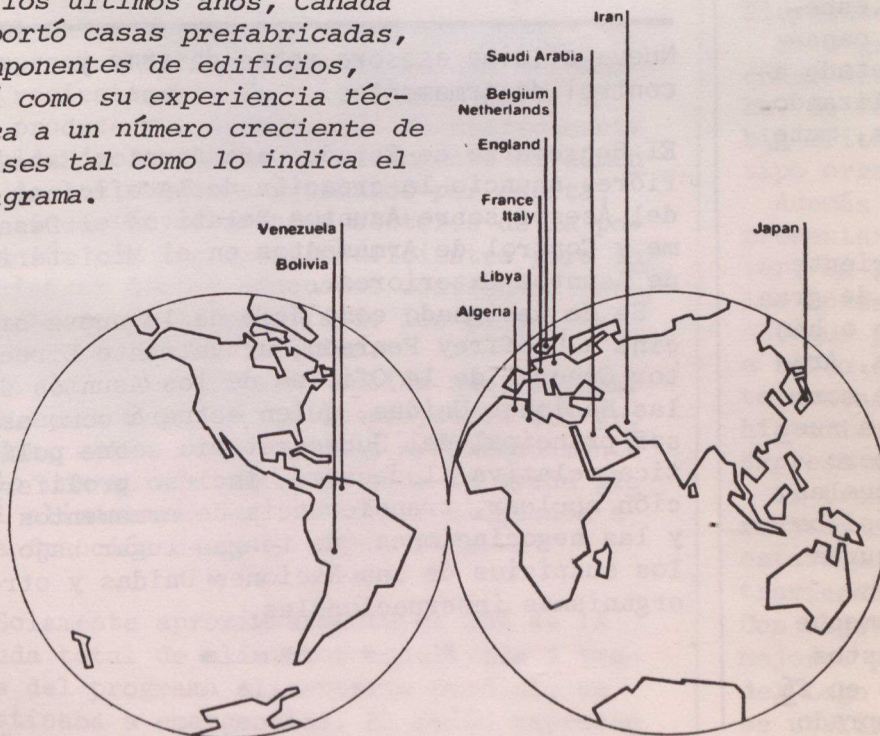 los últimos años, Canadá
portó casas prefabricadas,
mponentes de edificios,
como su experiencia téc-
a a un número creciente de
ses tal como lo indica el
grama.
Iran
Saudi Arabia
Belgium
Netherlands
England
France
Italy
Libya
Algeria
Venezuela
Bolivia
Japan